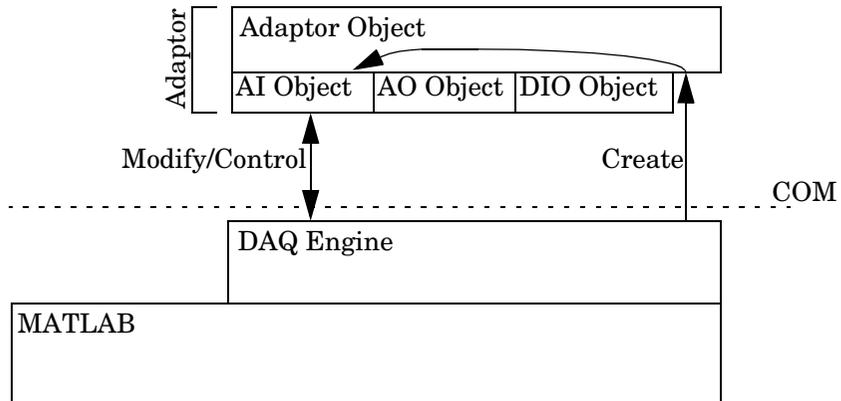 Adaptor
Adaptor Object
AI Object
AO Object
DIO Object
Modify/Control
Create
COM
DAQ Engine
MATLAB